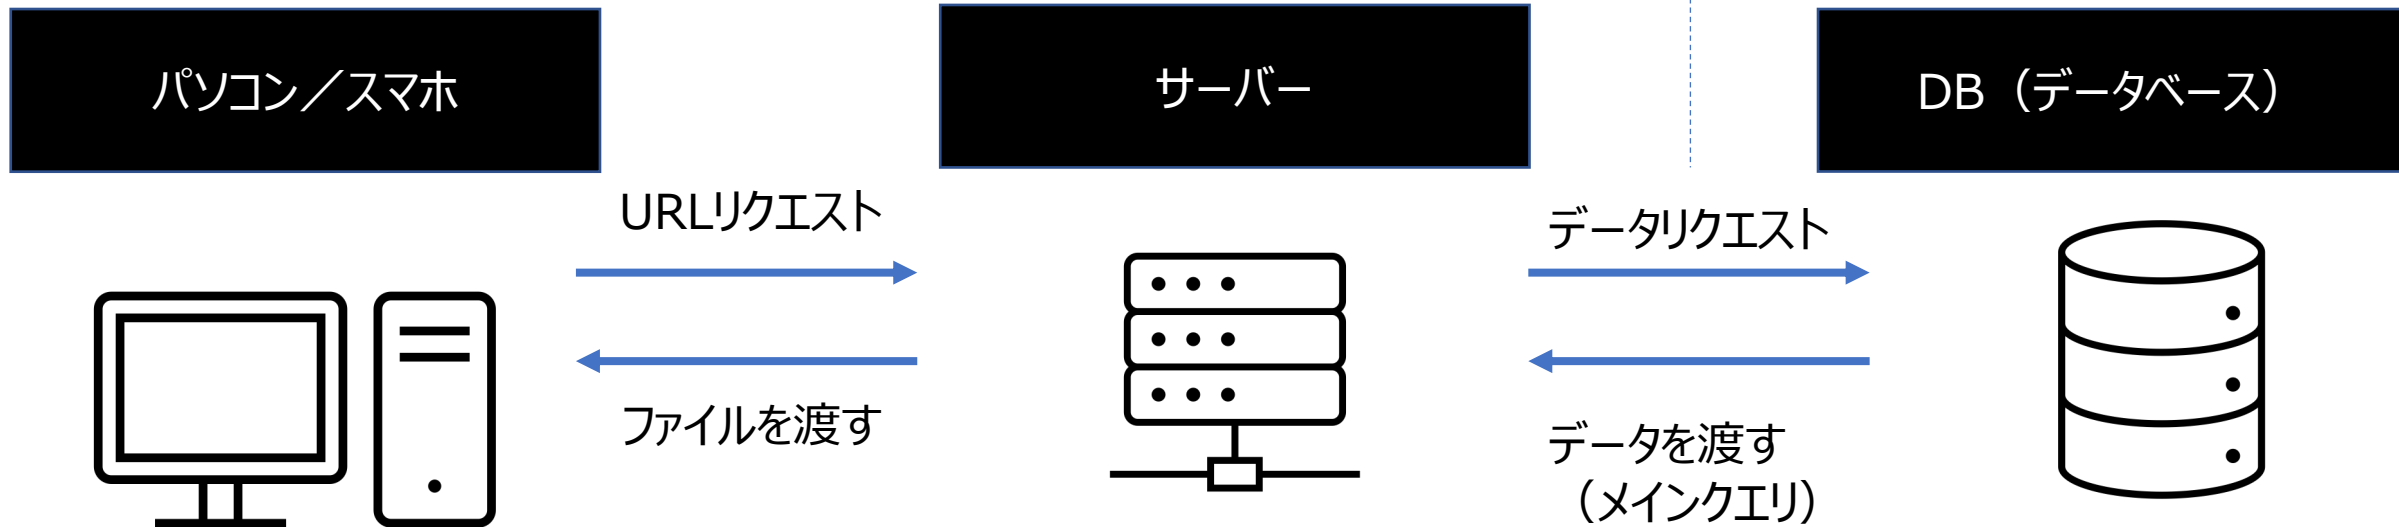 パソコン／スマホ
サーバー
DB（データベース）
URLリクエスト
データリクエスト
ファイルを渡す
データを渡す
（メインクエリ）